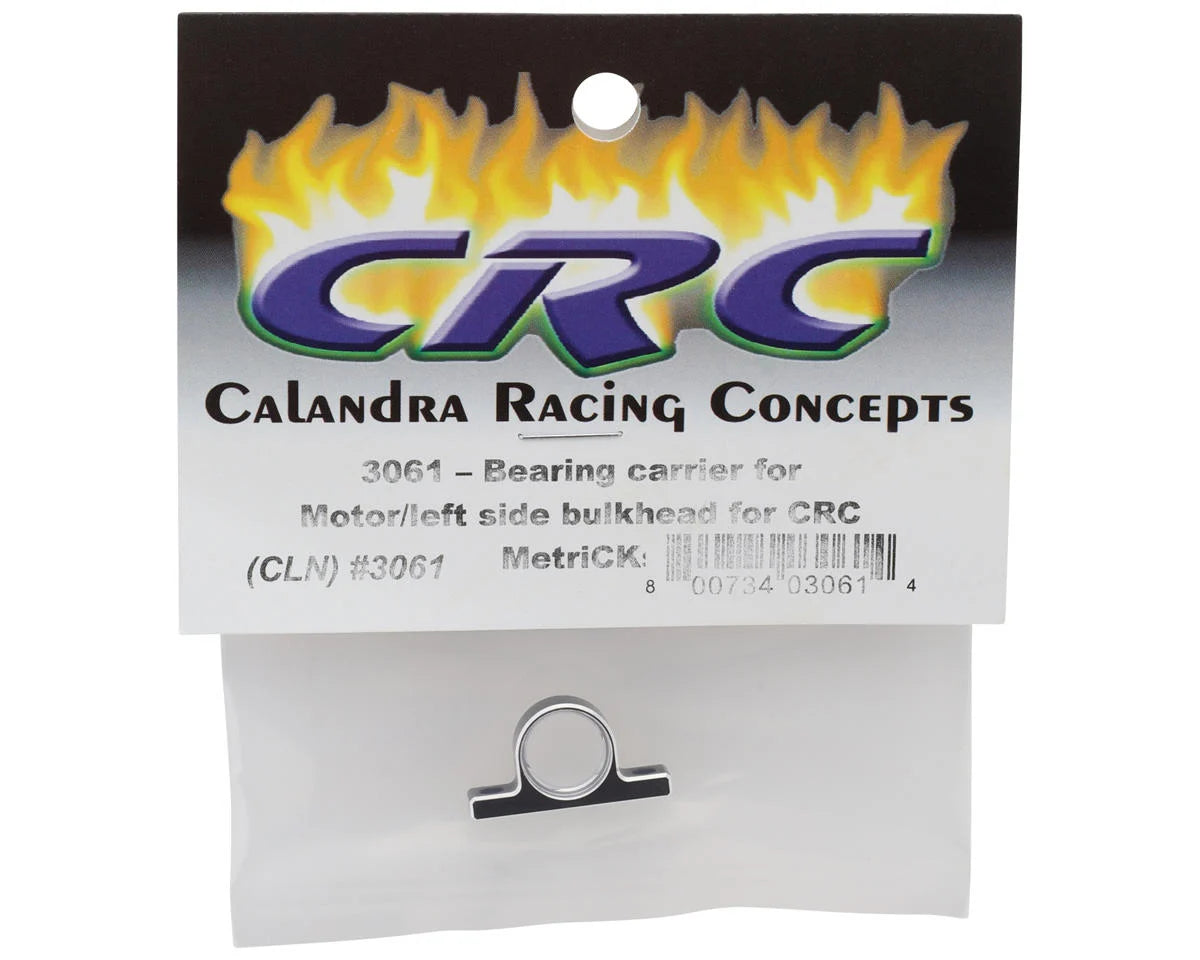 CRC
Calandra Racing Concepts
3061 – Bearing carrier for
Motor/left side bulkhead for CRC
(CLN) #3061 MetriCKs
8 00734 03061 4